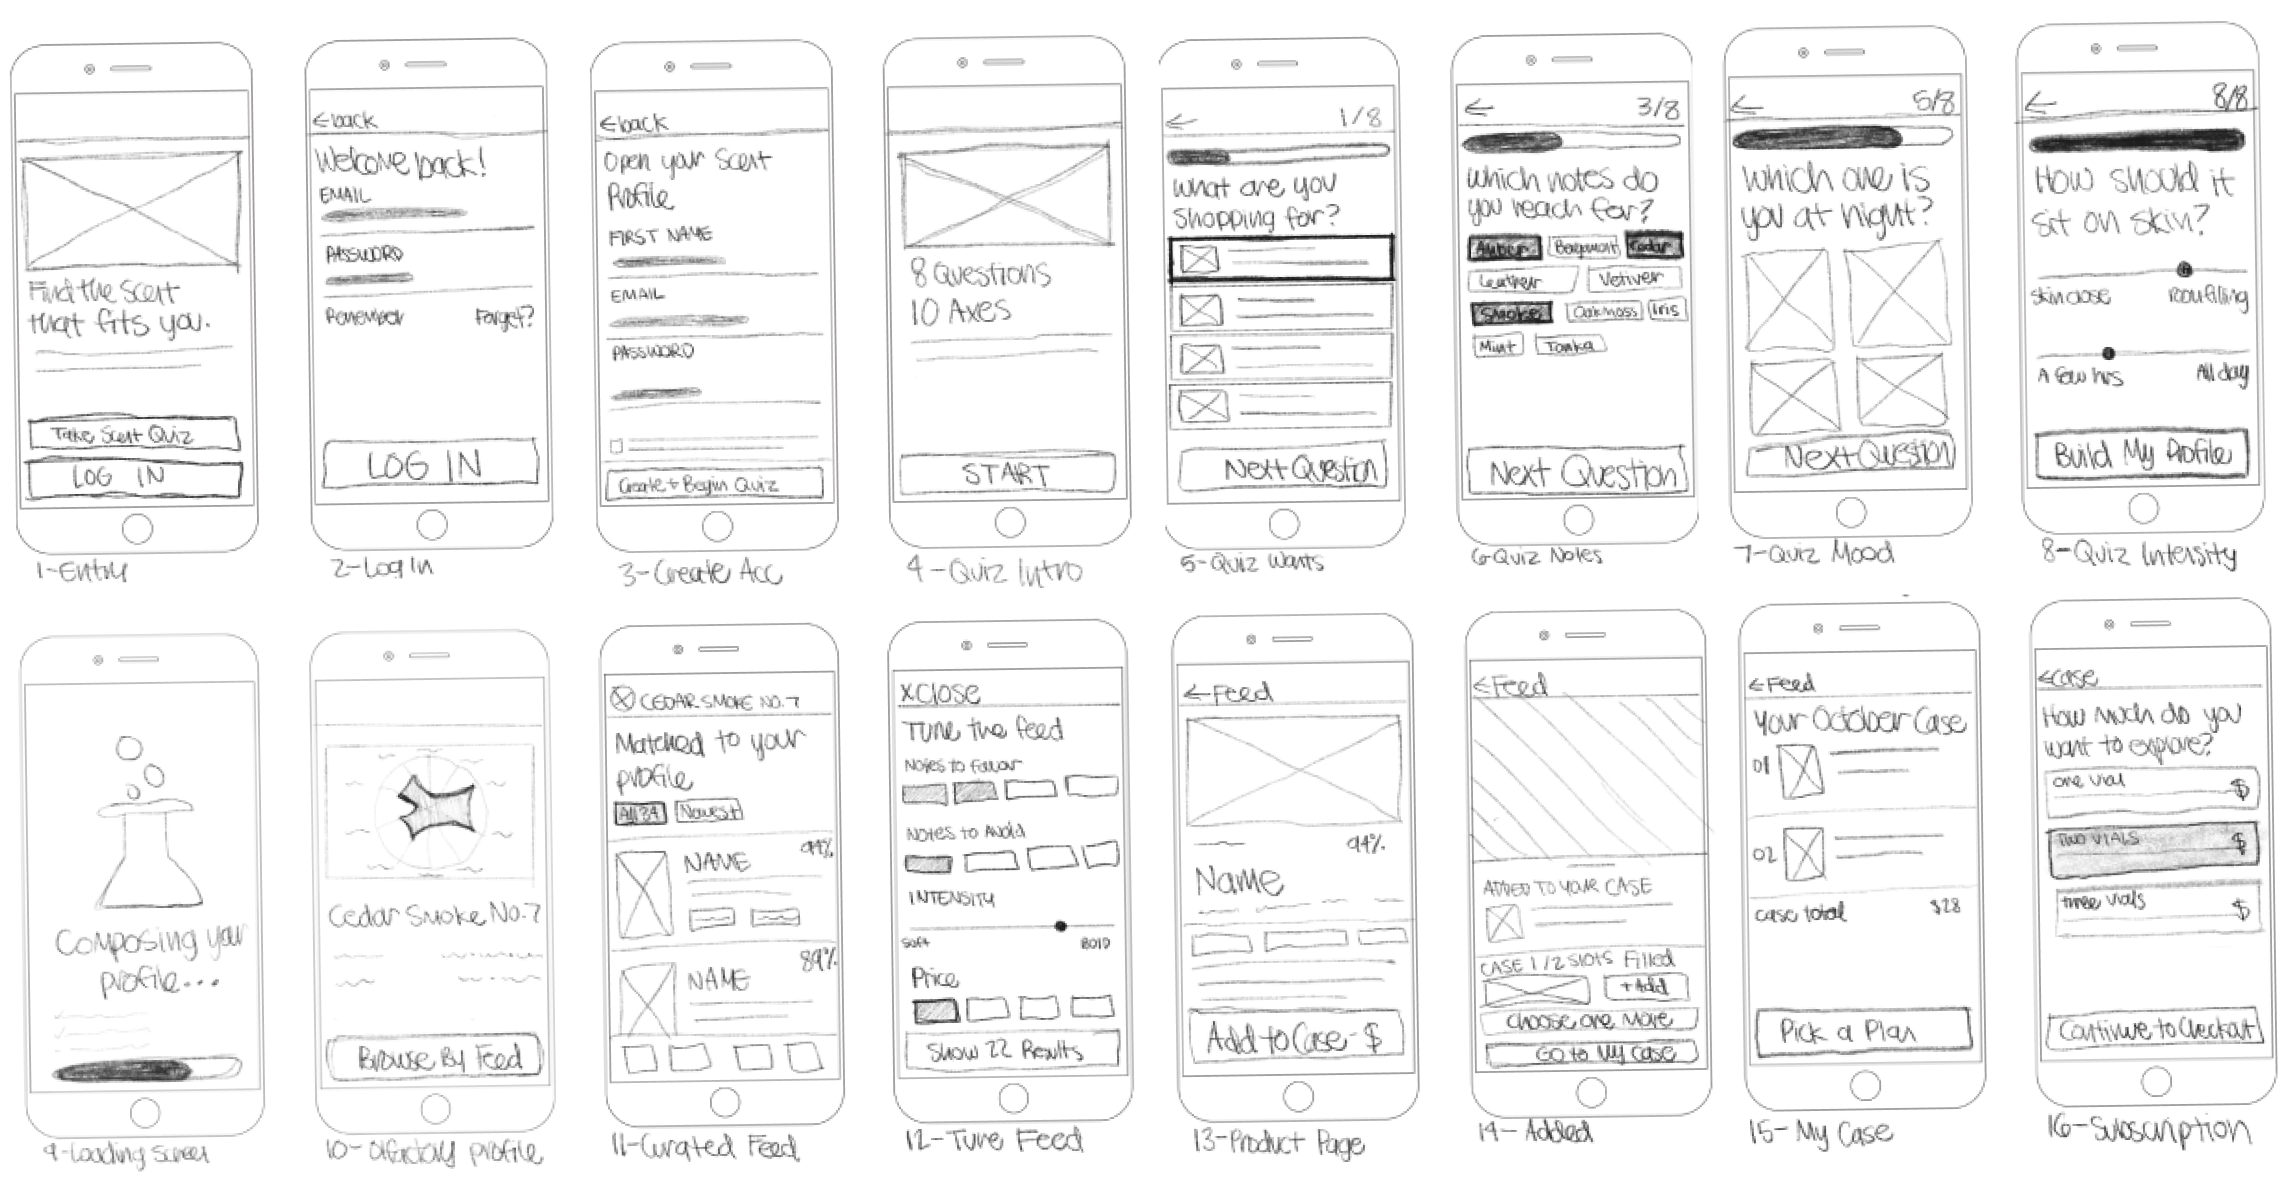 Find the Scent
that fits you.
Take Scent Quiz
LOG IN
1-Entry
←back
Welcome back!
EMAIL
PASSWORD
Remember Forget?
LOG IN
2-Log In
←back
Open your Scent
Profile
FIRST NAME
EMAIL
PASSWORD
Create + Begin Quiz
3-Create Acc
8 Questions
10 Axes
START
4-Quiz Intro
← 1/8
What are you
shopping for?
Next Question
5-Quiz Wants
← 3/8
Which notes do
you reach for?
Amber Bergamont Cedar
Leather Vetiver
Smoke Oakmoss Iris
Mint Tonka
Next Question
6-Quiz Notes
← 5/8
Which one is
you at night?
Next Question
7-Quiz Mood
← 8/8
How should it
sit on skin?
skin close room filling
A few hrs All day
Build My Profile
8-Quiz Intensity
Composing your
profile...
9-Loading Screen
Cedar Smoke No.7
Browse By Feed
10-Olfactory profile
CEDAR SMOKE NO.7
Matched to your
profile
All 34 Newest
NAME 94%
NAME 89%
11-Curated Feed
x Close
Tune the feed
Notes to Favor
Notes to Avoid
INTENSITY
Soft BOLD
Price
Show 22 Results
12-Tune Feed
←Feed
94%
Name
Add to Case-$
13-Product Page
←Feed
ADDED TO YOUR CASE
CASE 1/2 SLOTS Filled
+Add
Choose one more
GO to My Case
14-Added
←Feed
Your October Case
01
02
case total $28
Pick a Plan
15-My Case
←Case
How much do you
want to explore?
one vial $
TWO VIALS $
three vials $
Continue to Checkout
16-Subscription